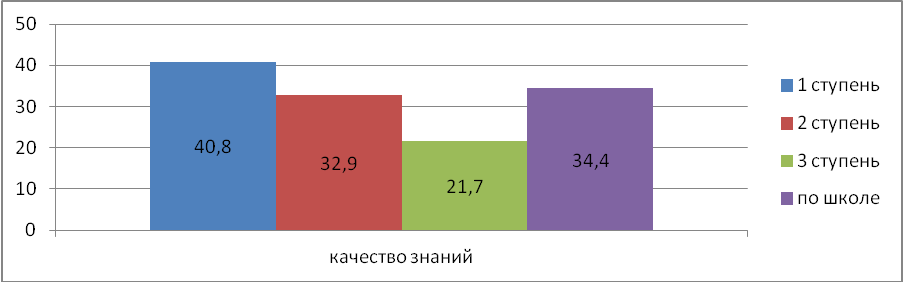 50
40
30
20
10
0
40,8
32,9
21,7
34,4
качество знаний
1 ступень
2 ступень
3 ступень
по школе